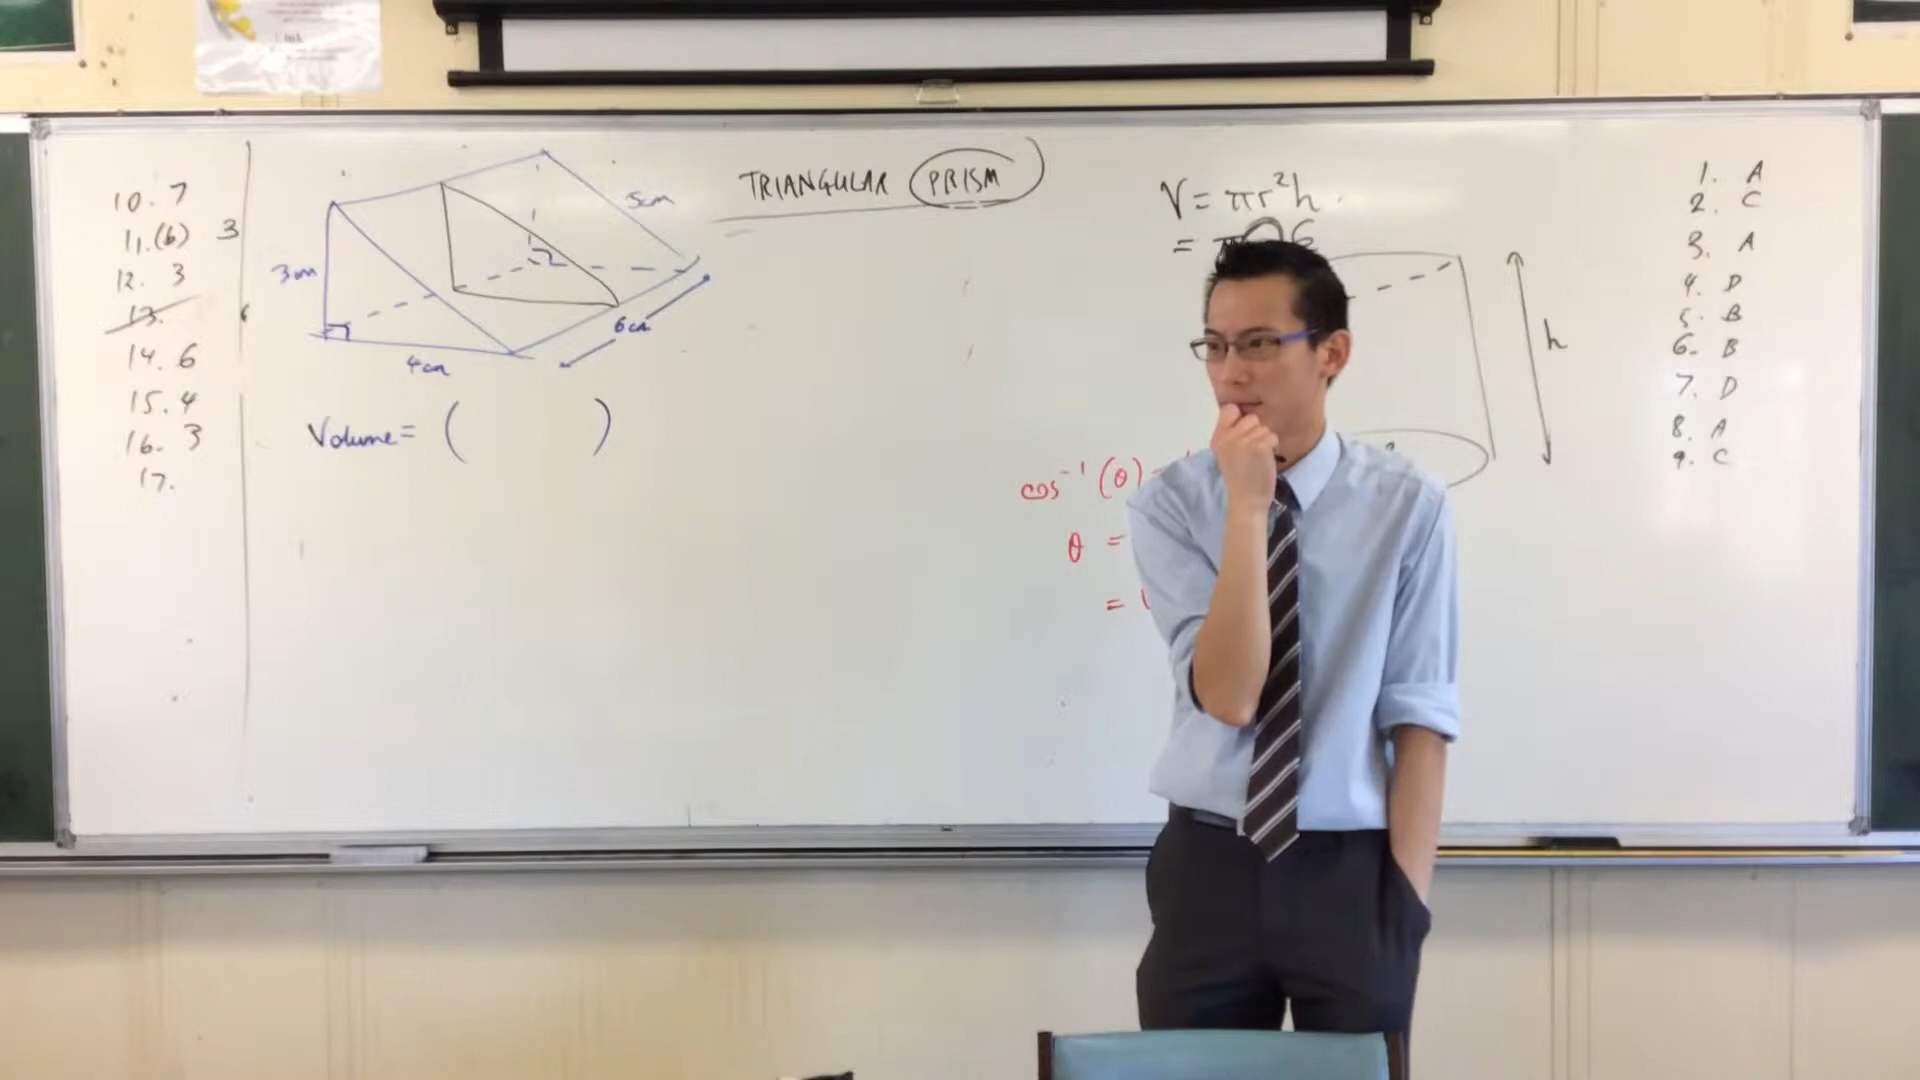 10. 7
11.(b) 3
12. 3
13.
14. 6
15. 4
16. 3
17.
3cm
5cm
6cm
4cm
Volume = ( )
TRIANGULAR PRISM
V = πr²h
h
cos⁻¹(θ)
θ =
=
1. A
2. C
3. A
4. D
5. B
6. B
7. D
8. A
9. C